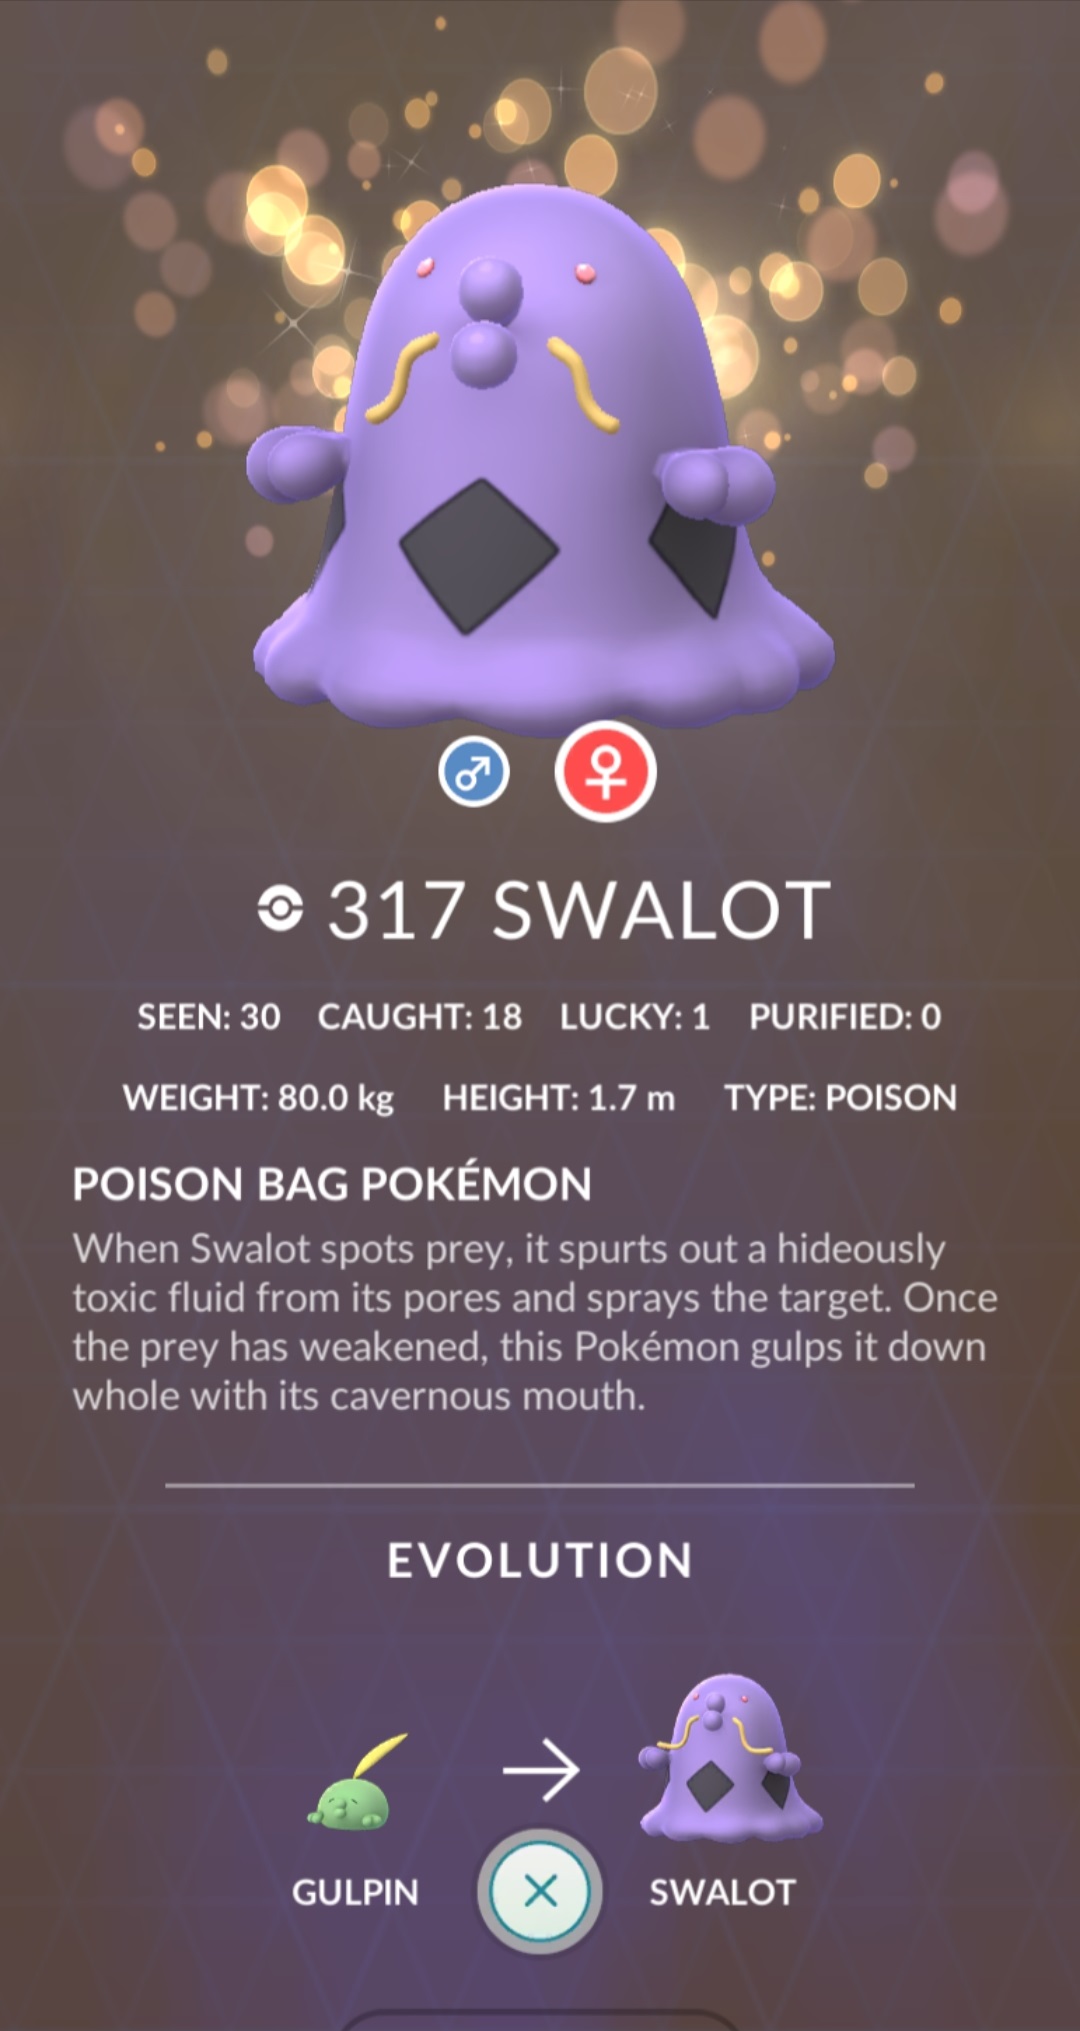 317 SWALOT
SEEN: 30 CAUGHT: 18 LUCKY: 1 PURIFIED: 0
WEIGHT: 80.0 kg HEIGHT: 1.7 m TYPE: POISON
POISON BAG POKÉMON
When Swalot spots prey, it spurts out a hideously
toxic fluid from its pores and sprays the target. Once
the prey has weakened, this Pokémon gulps it down
whole with its cavernous mouth.
EVOLUTION
GULPIN SWALOT